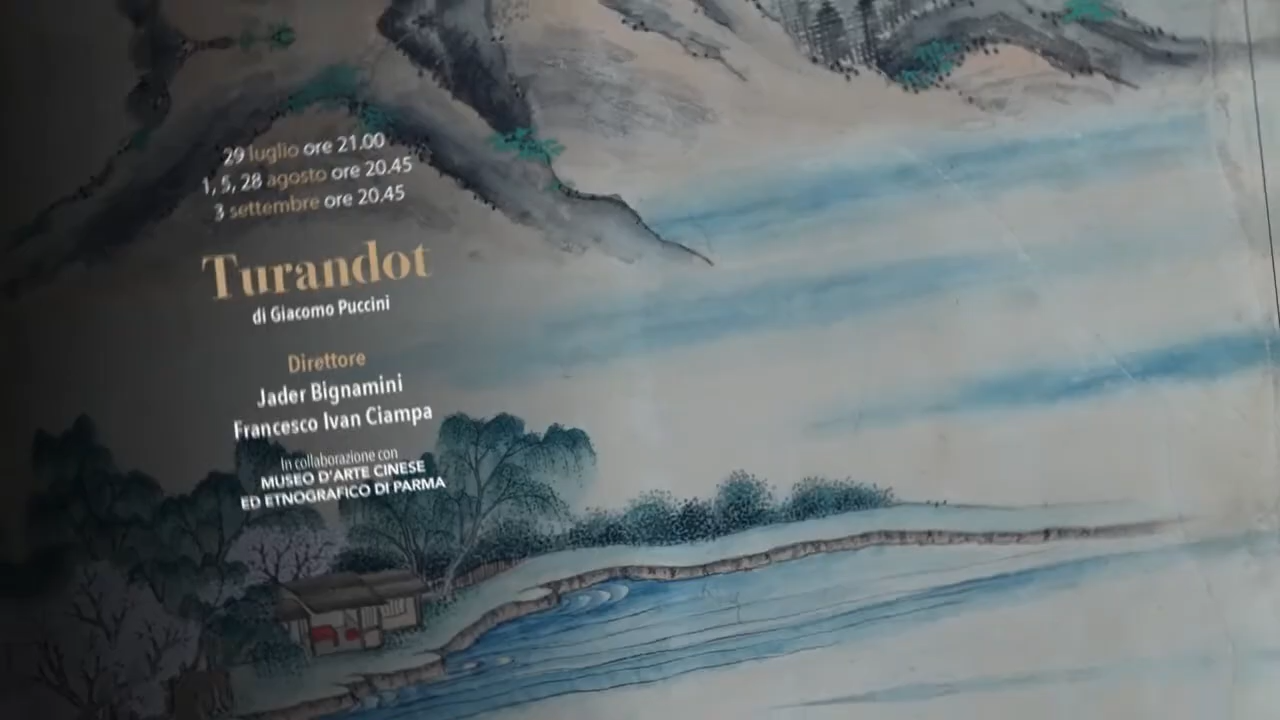 29 luglio ore 21.00
1, 5, 28 agosto ore 20.45
3 settembre ore 20.45
Turandot
di Giacomo Puccini
Direttore
Jader Bignamini
Francesco Ivan Ciampa
In collaborazione con
MUSEO D'ARTE CINESE
ED ETNOGRAFICO DI PARMA